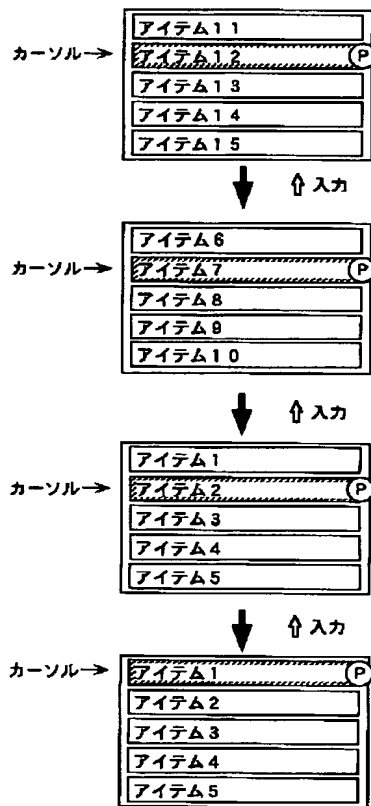 アイテム11
カーソル→ アイテム12 P
アイテム13
アイテム14
アイテム15
⇧ 入力
アイテム6
カーソル→ アイテム7 P
アイテム8
アイテム9
アイテム10
⇧ 入力
アイテム1
カーソル→ アイテム2 P
アイテム3
アイテム4
アイテム5
⇧ 入力
カーソル→ アイテム1 P
アイテム2
アイテム3
アイテム4
アイテム5